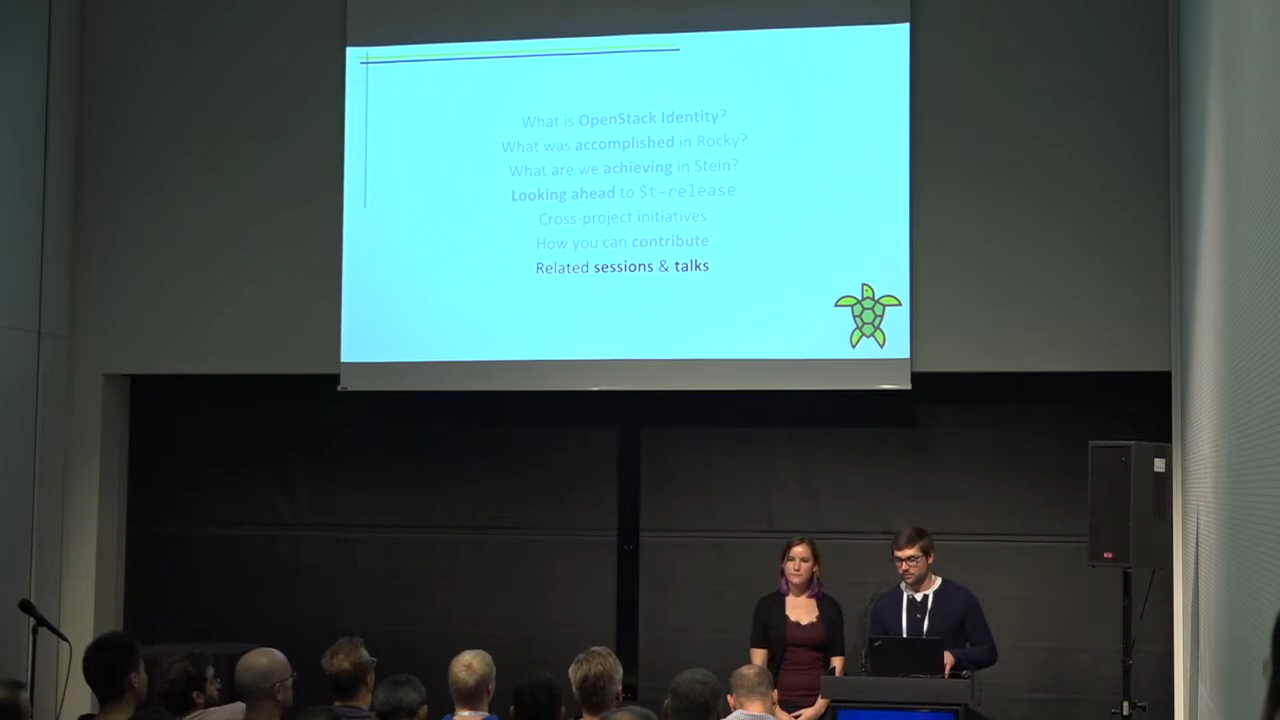 What is OpenStack Identity?
What was accomplished in Rocky?
What are we achieving in Stein?
Looking ahead to $t-release
Cross-project initiatives
How you can contribute
Related sessions & talks